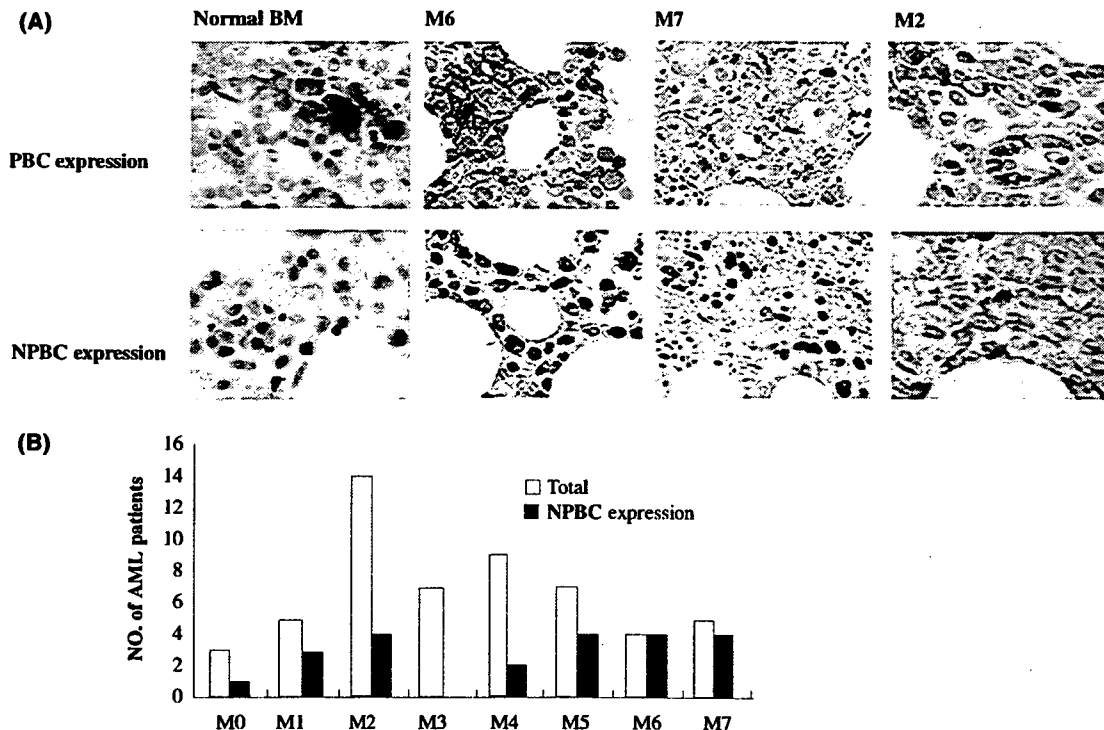 (A)
Normal BM M6 M7 M2
PBC expression
NPBC expression
(B)
NO. of AML patients
16
14
12
10
8
6
4
2
0
Total
NPBC expression
M0 M1 M2 M3 M4 M5 M6 M7